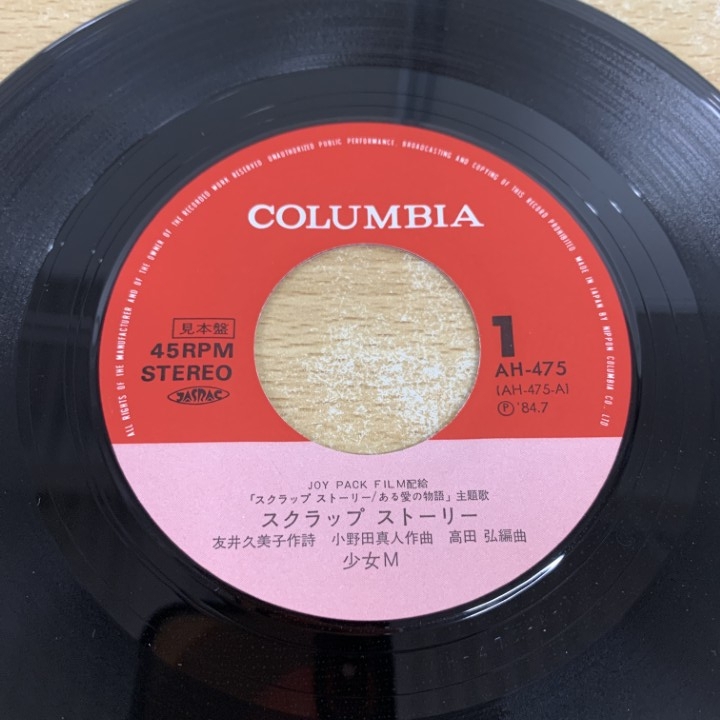 ALL RIGHTS OF THE MANUFACTURER AND OF THE OWNER OF THE RECORDED WORK RESERVED. UNAUTHORIZED PUBLIC PERFORMANCE, BROADCASTING AND COPYING OF THIS RECORD PROHIBITED. MADE IN JAPAN BY NIPPON COLUMBIA CO., LTD
COLUMBIA
見本盤
45RPM
STEREO
JASRAC
1
AH-475
(AH-475-A)
Ⓟ '84.7
JOY PACK FILM配給
「スクラップ ストーリー/ある愛の物語」主題歌
スクラップ ストーリー
友井久美子作詩 小野田真人作曲 高田 弘編曲
少女M